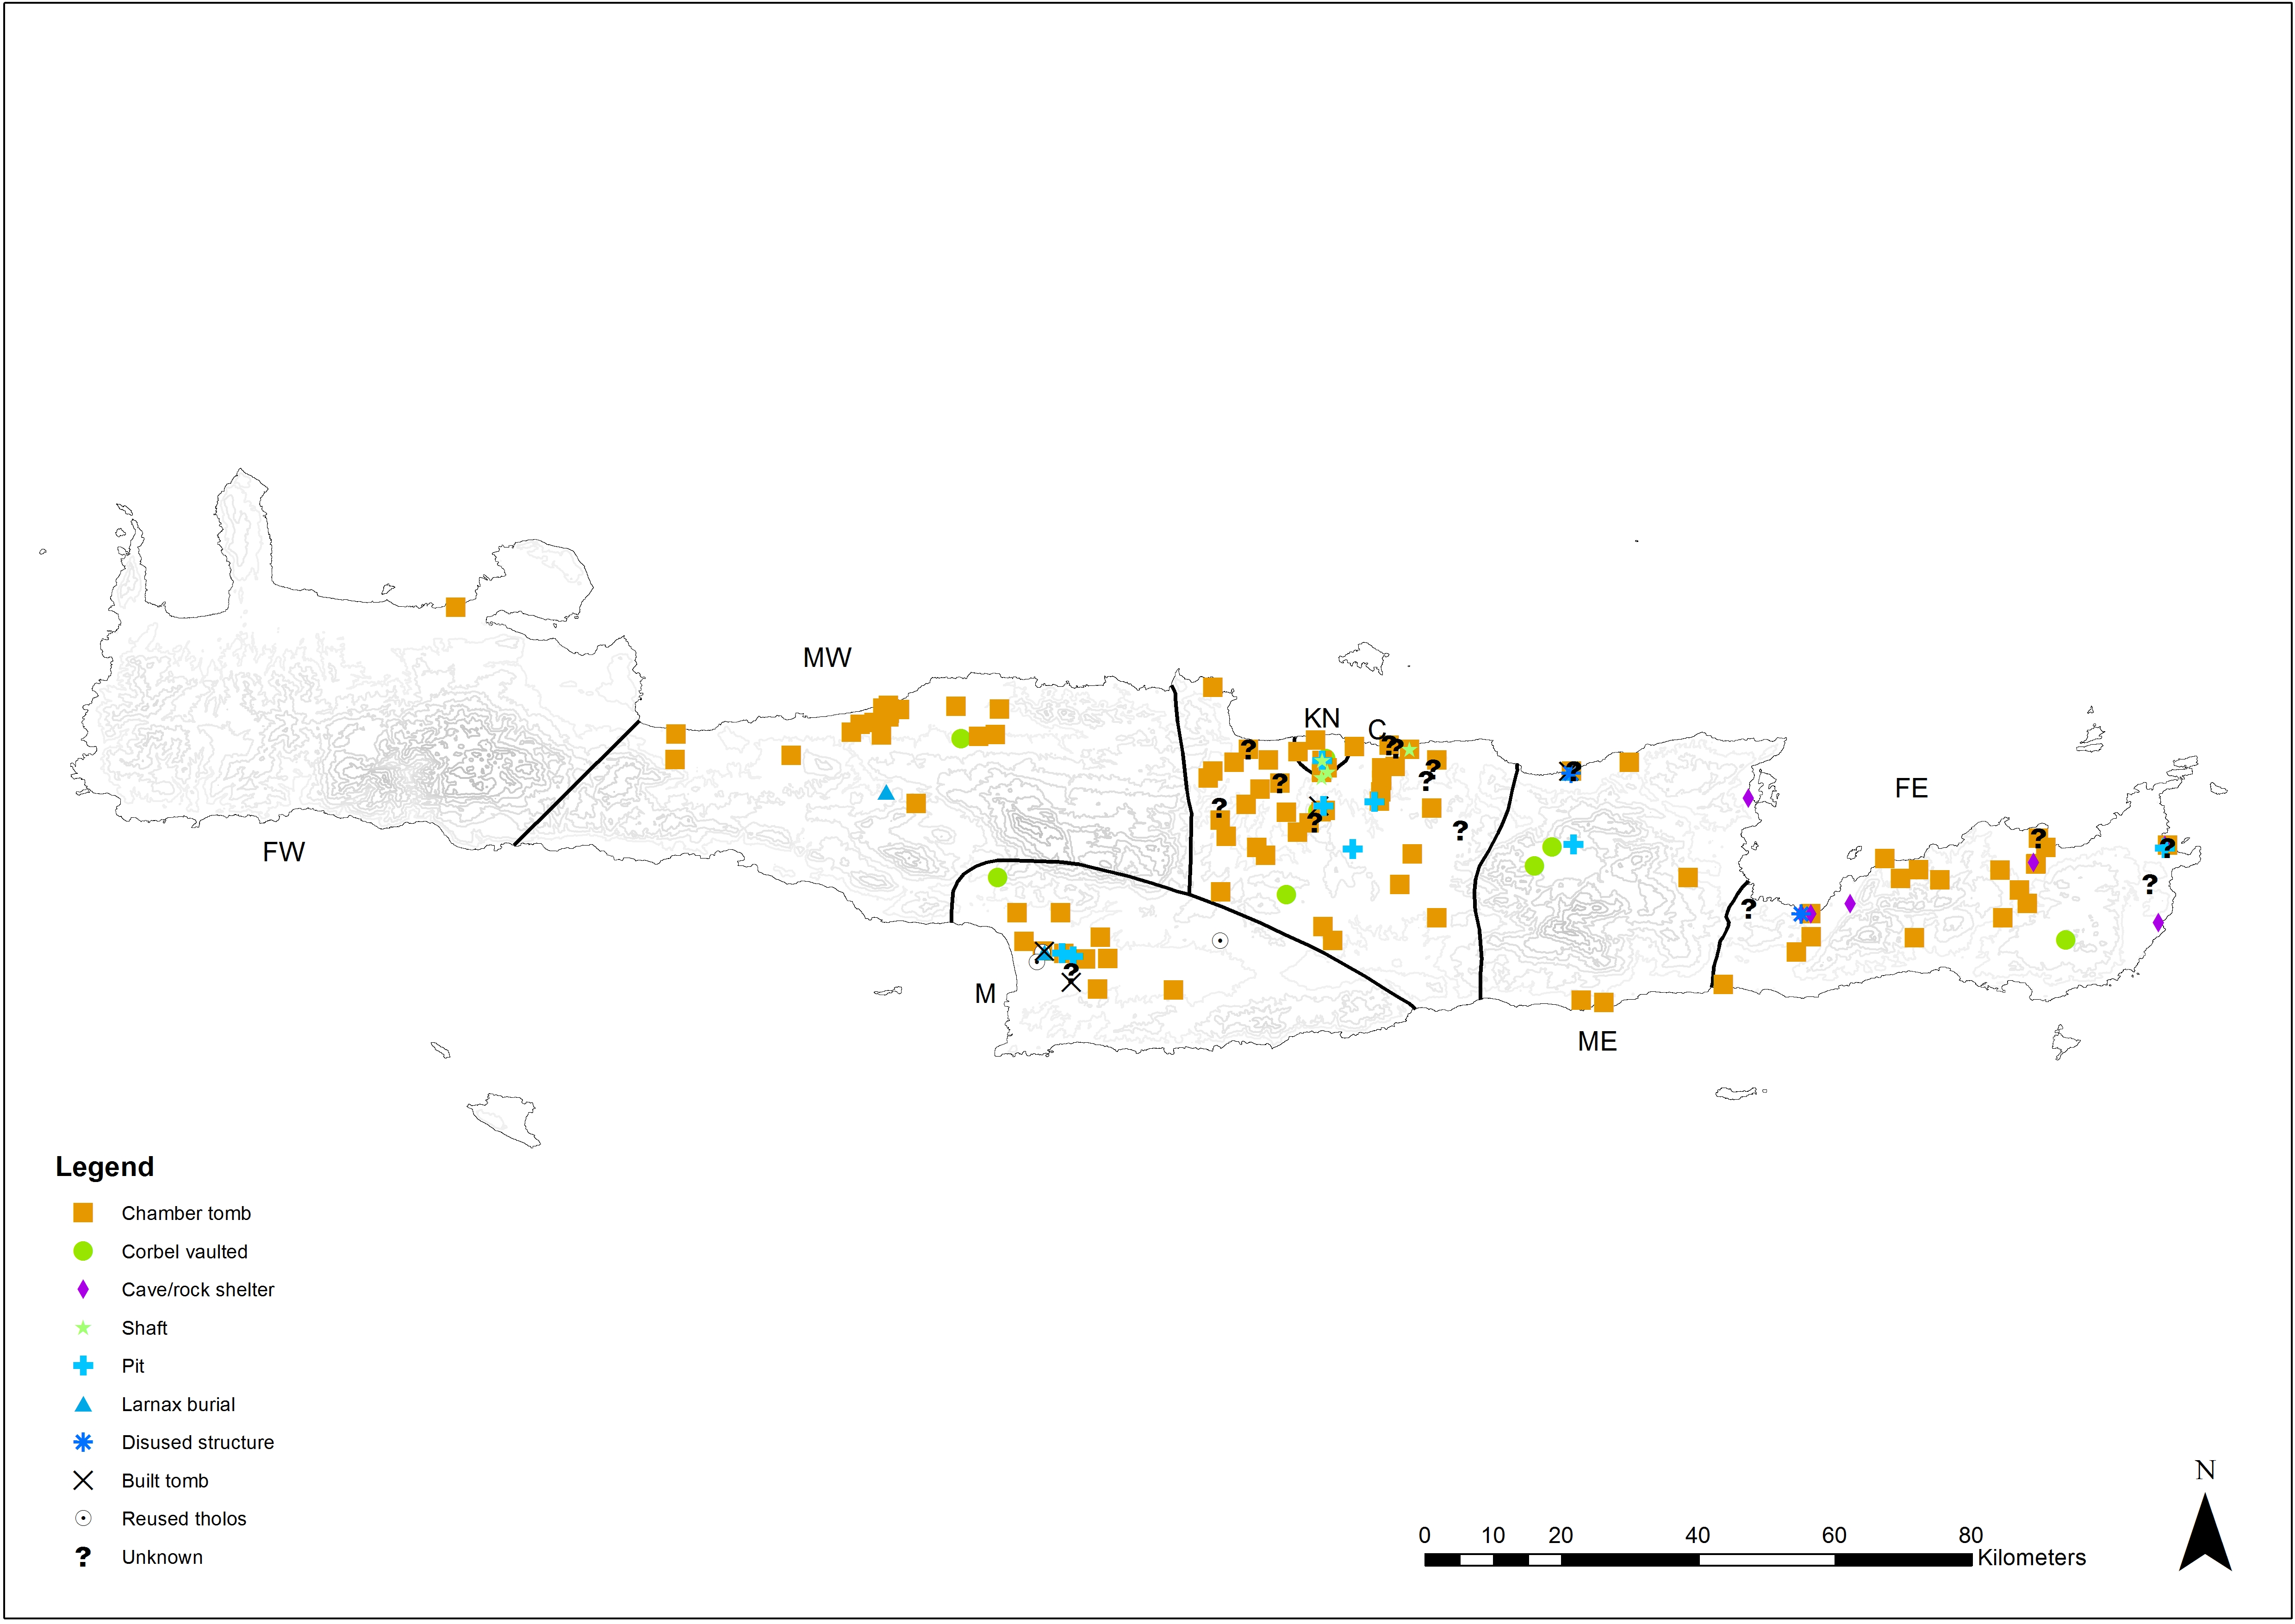 MW
KN
C
FE
FW
M
ME
Legend
Chamber tomb
Corbel vaulted
Cave/rock shelter
Shaft
Pit
Larnax burial
Disused structure
Built tomb
Reused tholos
? Unknown
N
0 10 20 40 60 80
Kilometers